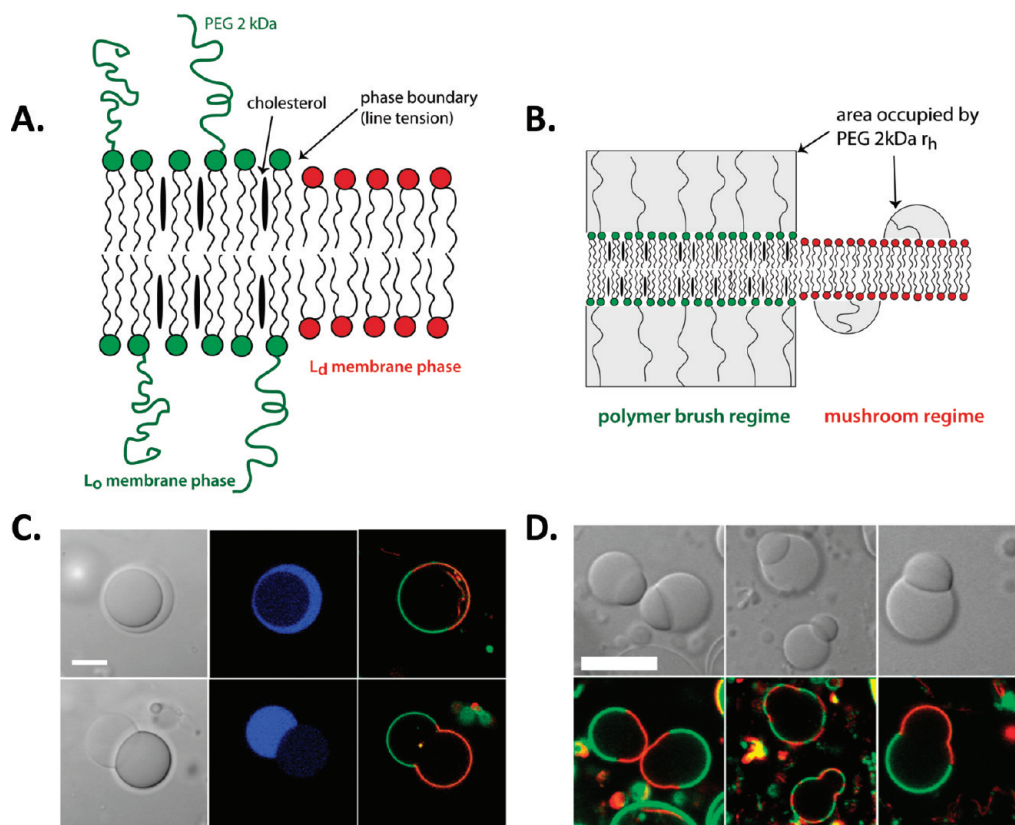 A.
PEG 2 kDa
cholesterol
phase boundary
(line tension)
Ld membrane phase
Lo membrane phase
B.
area occupied by
PEG 2kDa rh
polymer brush regime
mushroom regime
C.
D.